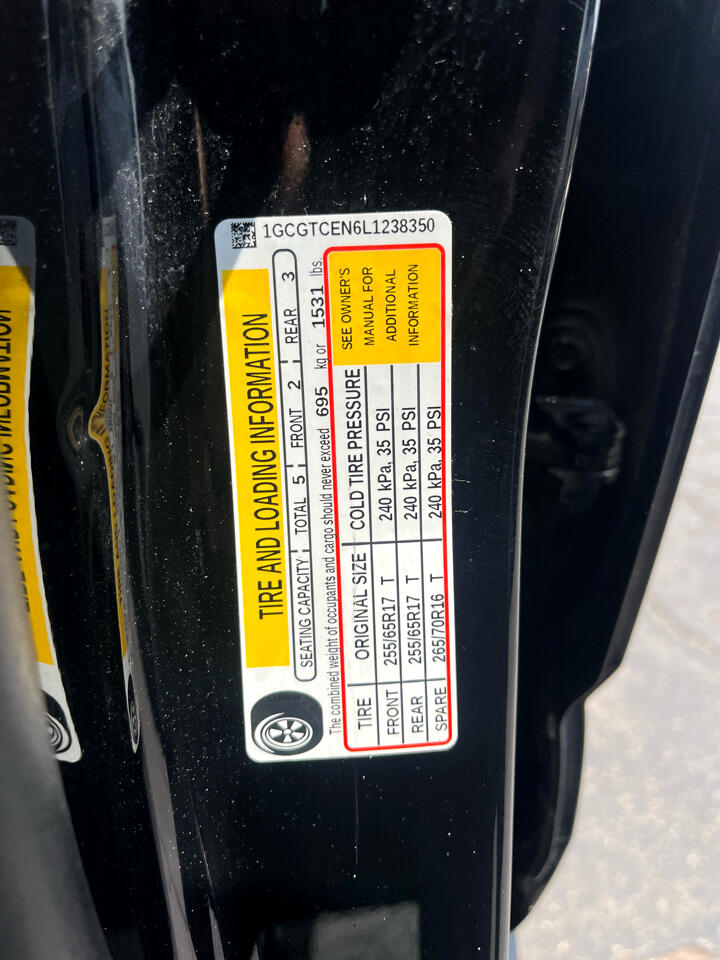 1GCGTCEN6L1238350
TIRE AND LOADING INFORMATION
SEATING CAPACITY TOTAL 5 FRONT 2 REAR 3
The combined weight of occupants and cargo should never exceed 695 kg or 1531 lbs.
TIRE ORIGINAL SIZE COLD TIRE PRESSURE
FRONT 255/65R17 T 240 kPa, 35 PSI
REAR 255/65R17 T 240 kPa, 35 PSI
SPARE 265/70R16 T 240 kPa, 35 PSI
SEE OWNER'S
MANUAL FOR
ADDITIONAL
INFORMATION